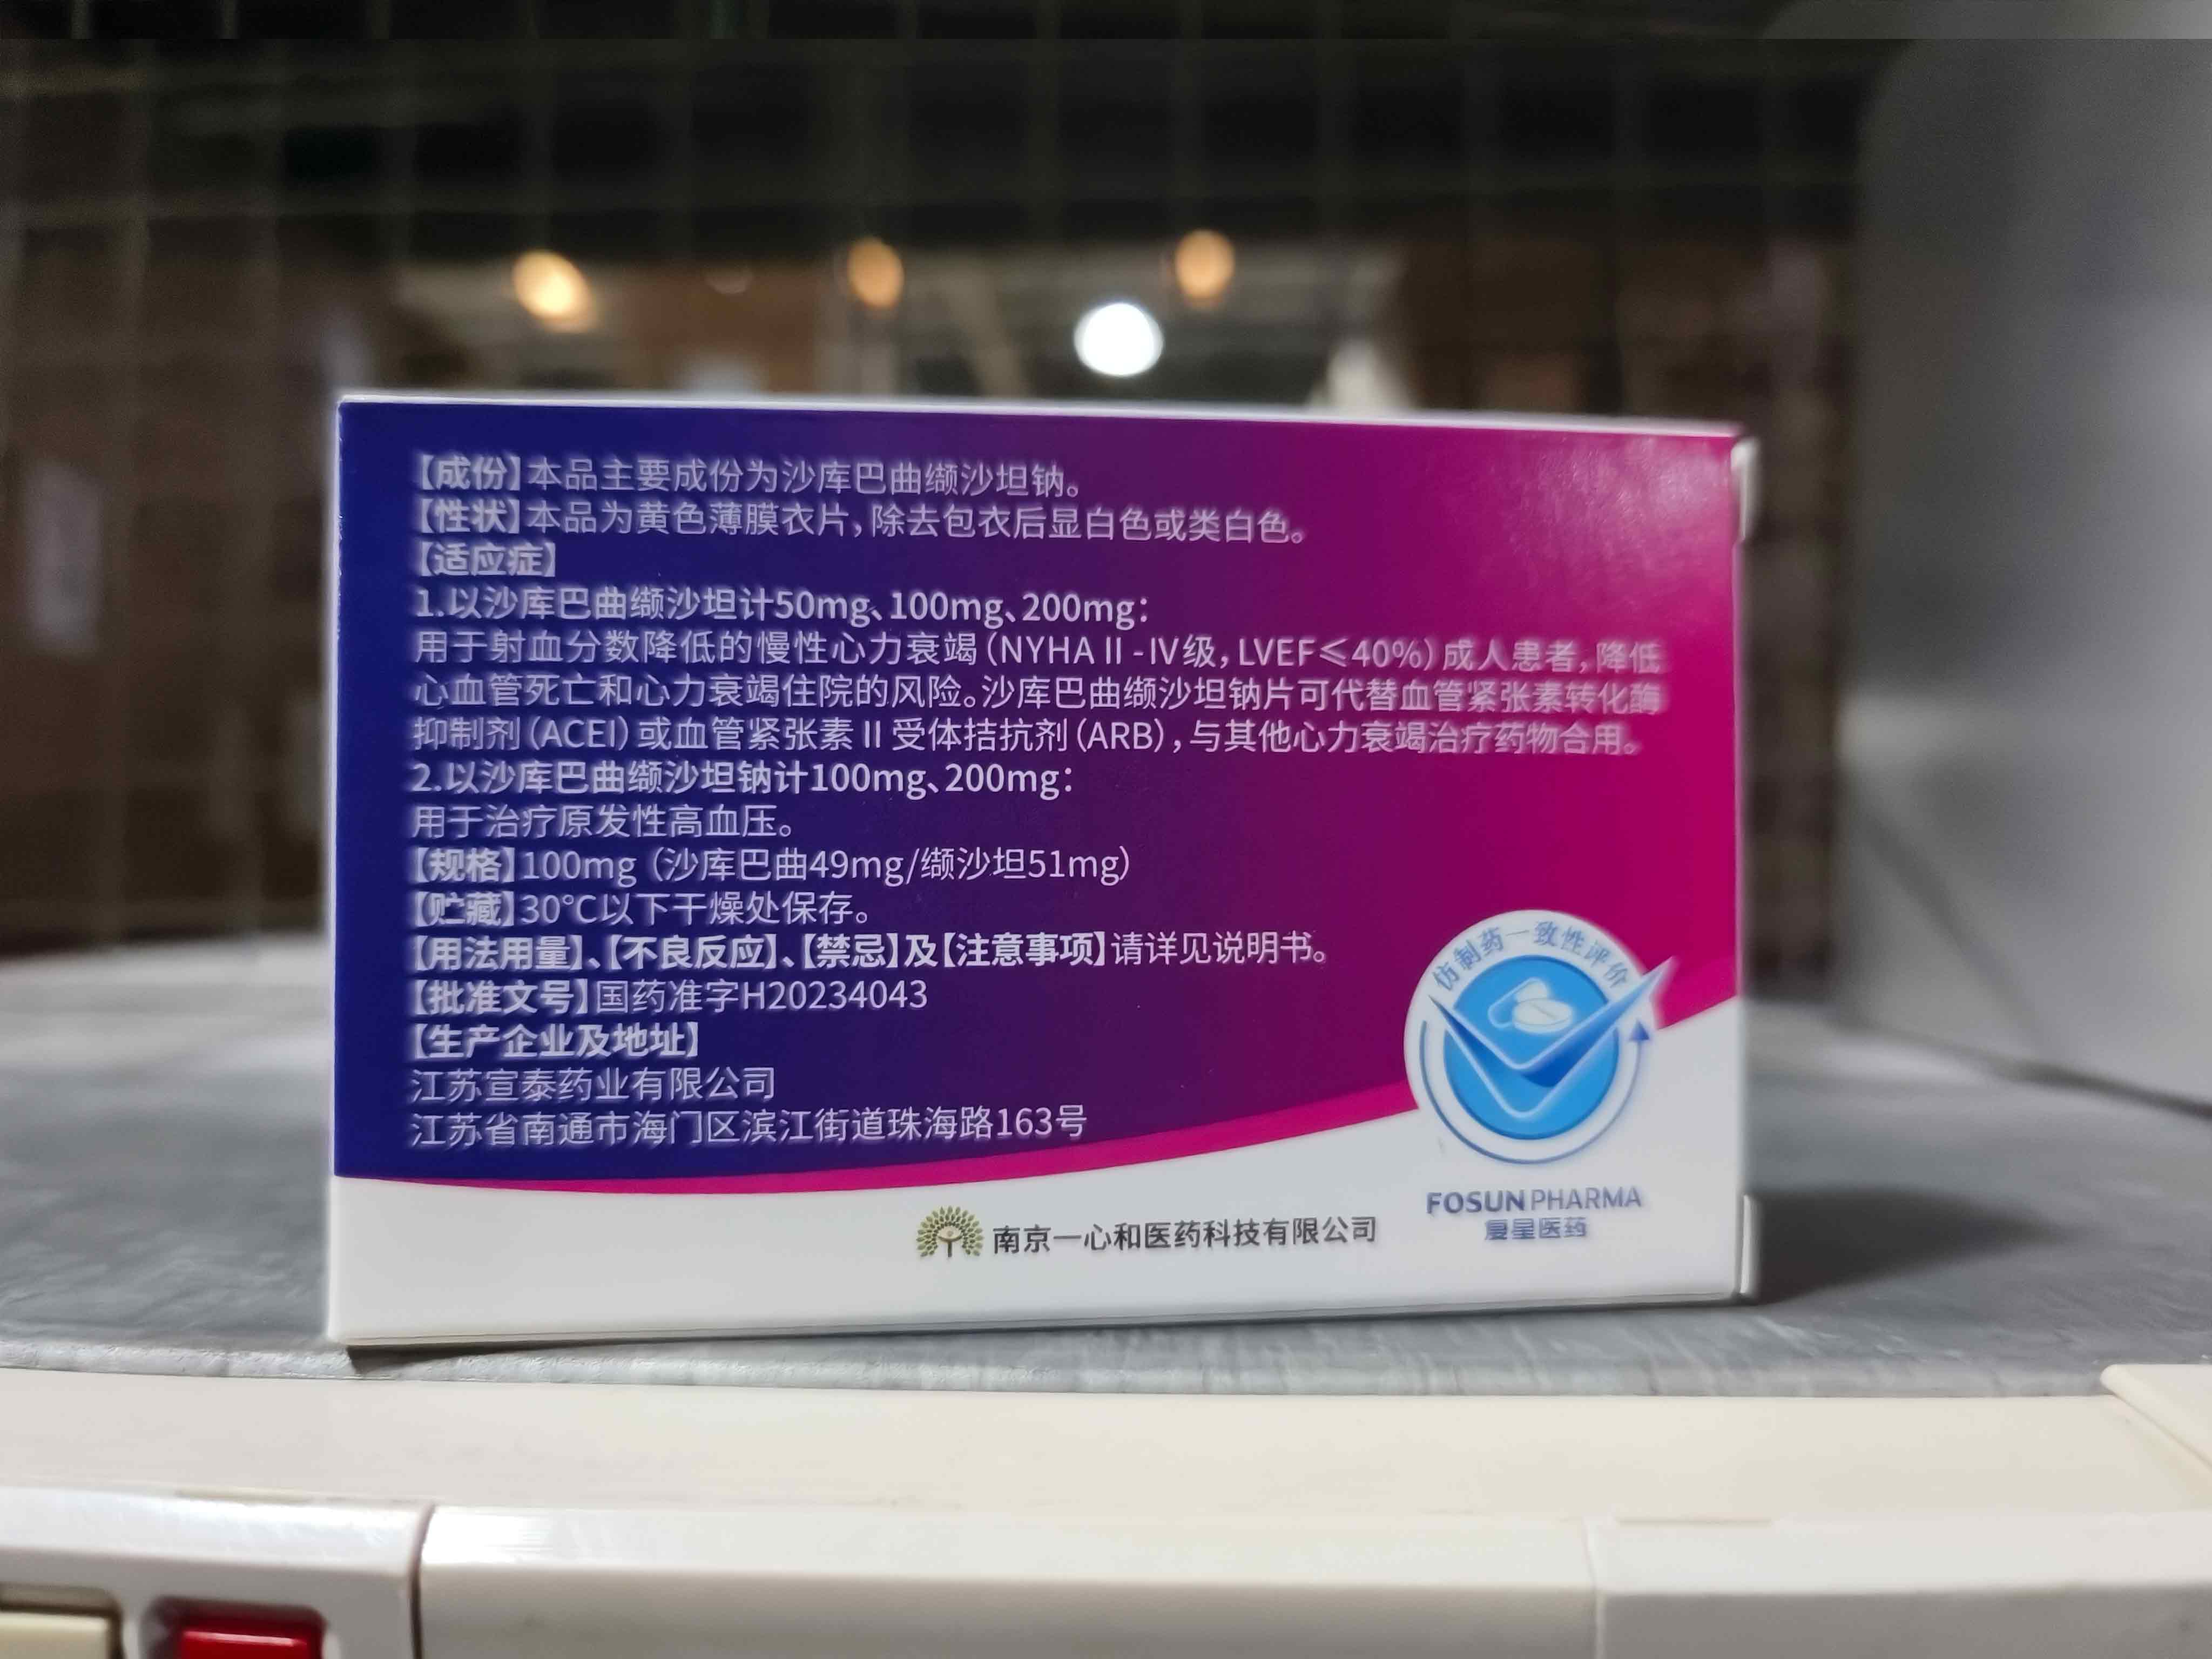 【成份】本品主要成份为沙库巴曲缬沙坦钠。
【性状】本品为黄色薄膜衣片，除去包衣后显白色或类白色。
【适应症】
1.以沙库巴曲缬沙坦计50mg、100mg、200mg：
用于射血分数降低的慢性心力衰竭（NYHA II-IV级，LVEF≤40%）成人患者，降低
心血管死亡和心力衰竭住院的风险。沙库巴曲缬沙坦钠片可代替血管紧张素转化酶
抑制剂（ACEI）或血管紧张素II受体拮抗剂（ARB），与其他心力衰竭治疗药物合用。
2.以沙库巴曲缬沙坦钠计100mg、200mg：
用于治疗原发性高血压。
【规格】100mg（沙库巴曲49mg/缬沙坦51mg）
【贮藏】30℃以下干燥处保存。
【用法用量】、【不良反应】、【禁忌】及【注意事项】请详见说明书。
【批准文号】国药准字H20234043
【生产企业及地址】
江苏宣泰药业有限公司
江苏省南通市海门区滨江街道珠海路163号
仿制药一致性评价
FOSUN PHARMA
复星医药
南京一心和医药科技有限公司